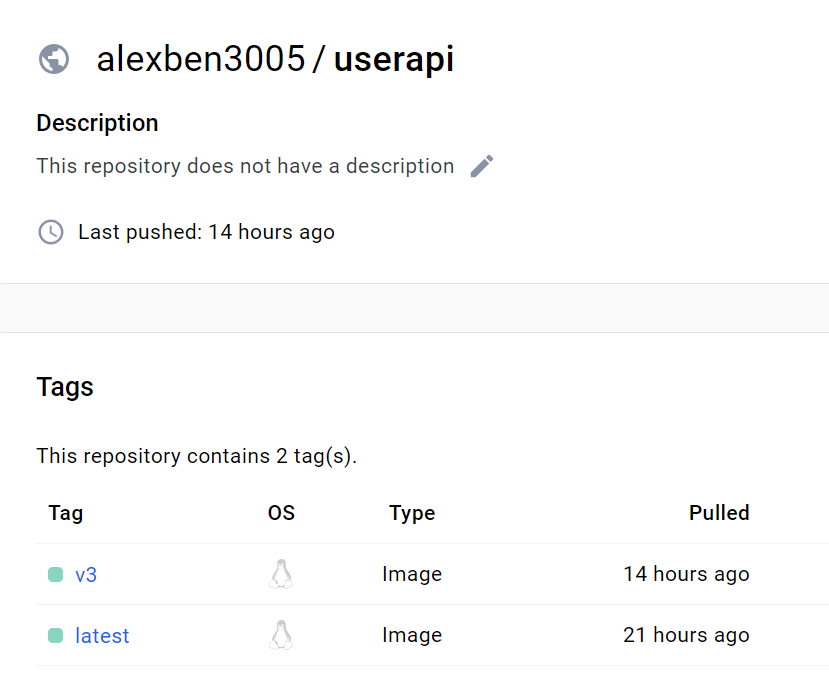 alexben3005 / userapi
Description
This repository does not have a description
Last pushed: 14 hours ago
Tags
This repository contains 2 tag(s).
Tag OS Type Pulled
v3 Image 14 hours ago
latest Image 21 hours ago